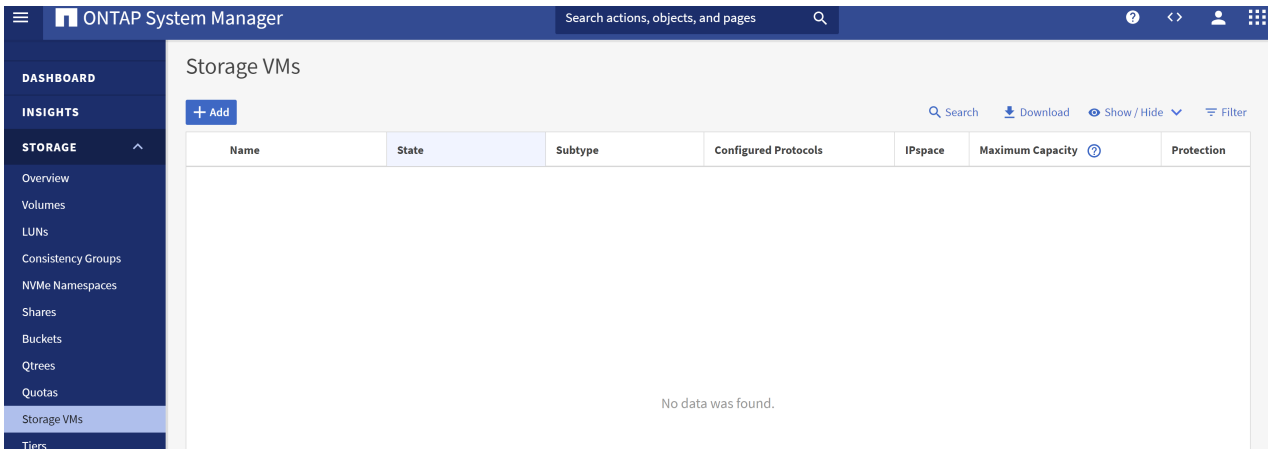 ONTAP System Manager
Search actions, objects, and pages
DASHBOARD
INSIGHTS
STORAGE
Overview
Volumes
LUNs
Consistency Groups
NVMe Namespaces
Shares
Buckets
Qtrees
Quotas
Storage VMs
Tiers
Storage VMs
+ Add
Search Download Show / Hide Filter
Name State Subtype Configured Protocols IPspace Maximum Capacity ? Protection
No data was found.